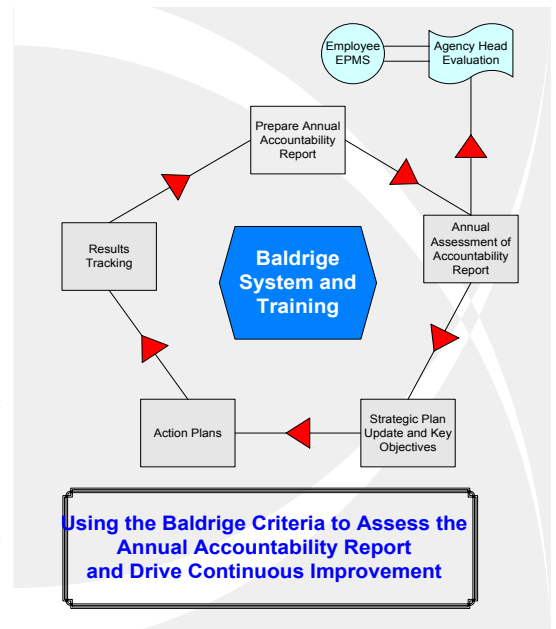 Employee
EPMS
Agency Head
Evaluation
Prepare Annual
Accountability
Report
Results
Tracking
Baldrige
System and
Training
Annual
Assessment of
Accountability
Report
Action Plans
Strategic Plan
Update and Key
Objectives
Using the Baldrige Criteria to Assess the
Annual Accountability Report
and Drive Continuous Improvement